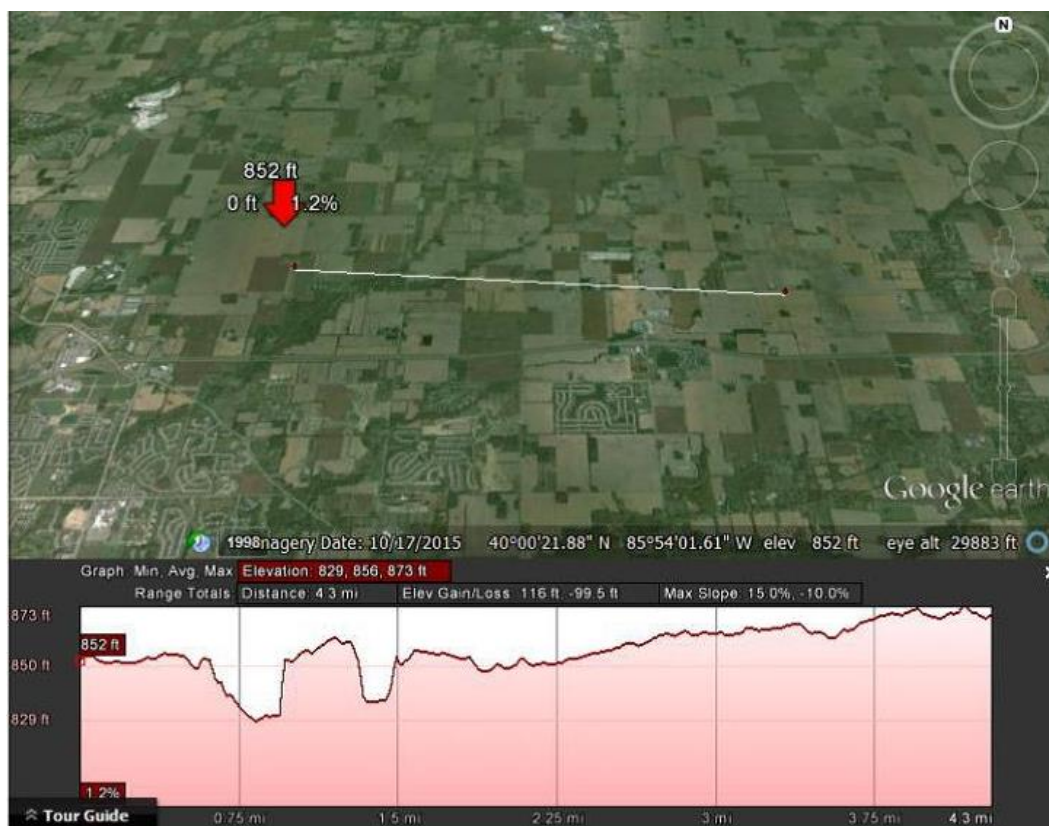 N
852 ft
0 ft 1.2%
Google earth
1998 nagery Date: 10/17/2015 40°00'21.88" N 85°54'01.61" W elev 852 ft eye alt 29883 ft
Graph: Min, Avg, Max Elevation: 829, 856, 873 ft
Range Totals: Distance: 4.3 mi Elev Gain/Loss: 116 ft, -99.5 ft Max Slope: 15.0%, -10.0%
873 ft
852 ft
850 ft
829 ft
1.2%
Tour Guide 0.75 mi 1.5 mi 2.25 mi 3 mi 3.75 mi 4.3 mi